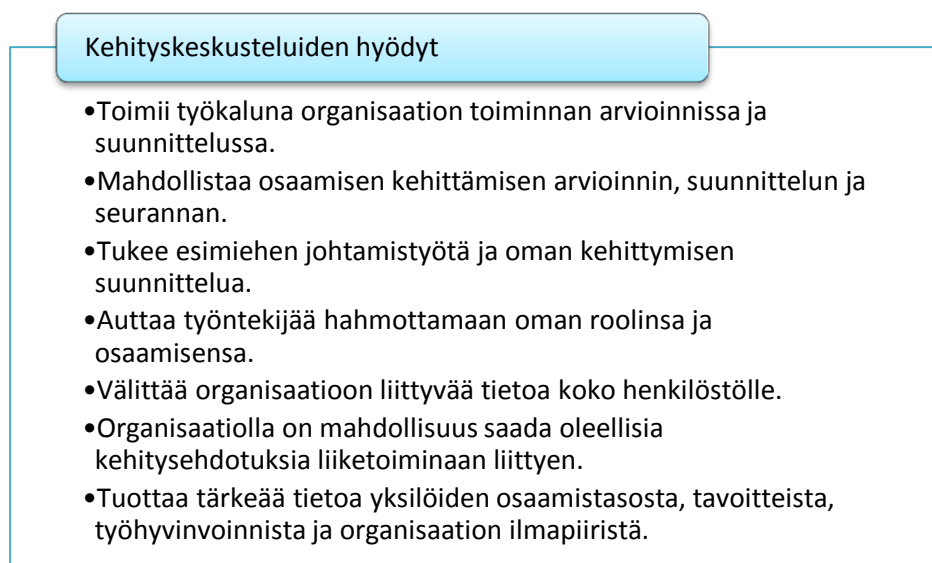 Kehityskeskusteluiden hyödyt
•Toimii työkaluna organisaation toiminnan arvioinnissa ja
suunnittelussa.
•Mahdollistaa osaamisen kehittämisen arvioinnin, suunnittelun ja
seurannan.
•Tukee esimiehen johtamistyötä ja oman kehittymisen
suunnittelua.
•Auttaa työntekijää hahmottamaan oman roolinsa ja
osaamisensa.
•Välittää organisaatioon liittyvää tietoa koko henkilöstölle.
•Organisaatiolla on mahdollisuus saada oleellisia
kehitysehdotuksia liiketoiminaan liittyen.
•Tuottaa tärkeää tietoa yksilöiden osaamistasosta, tavoitteista,
työhyvinvoinnista ja organisaation ilmapiiristä.